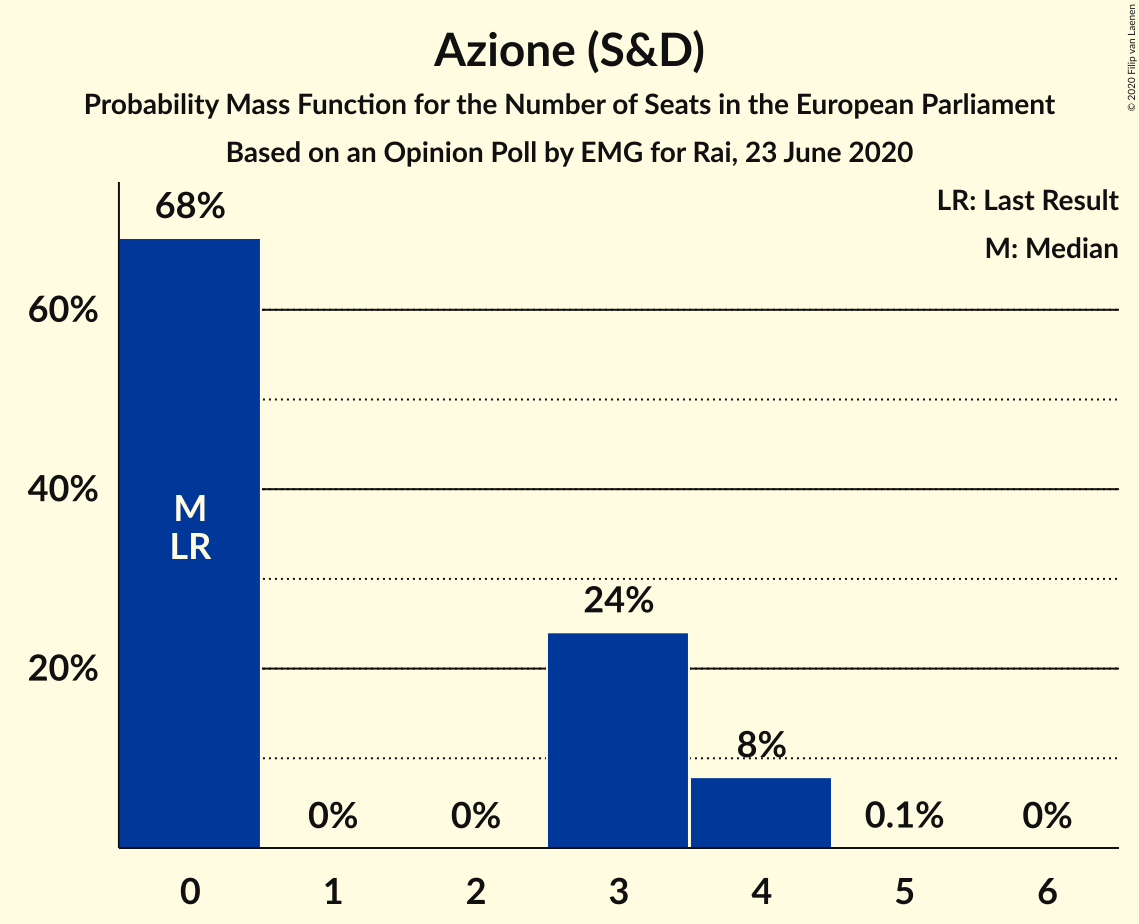 Azione (S&D)
Probability Mass Function for the Number of Seats in the European Parliament
Based on an Opinion Poll by EMG for Rai, 23 June 2020
© 2020 Filip van Laenen
LR: Last Result
M: Median
68%
60%
40%
20%
M
LR
0%
0%
24%
8%
0.1%
0%
0
1
2
3
4
5
6